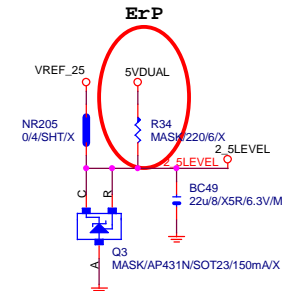 ErP
VREF_25
5VDUAL
NR205
0/4/SHT/X
R34
MASK/220/6/X
2_5LEVEL
2_5LEVEL
BC49
22u/8/X5R/6.3V/M
C
R
A
Q3
MASK/AP431N/SOT23/150mA/X